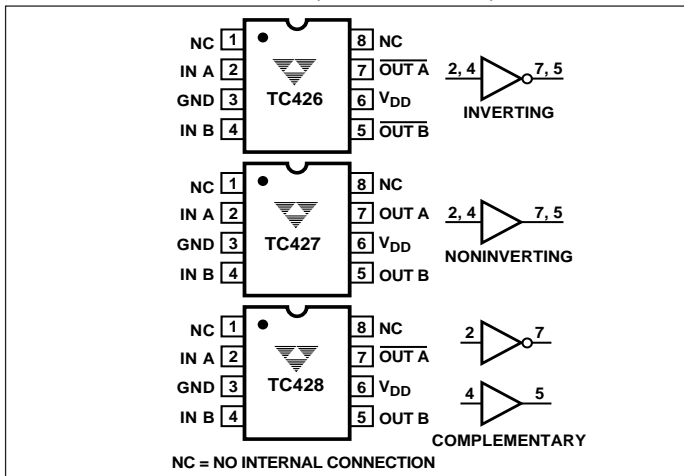 NC 1 8 NC
IN A 2 7 OUT A 2, 4 7, 5
GND 3 TC426 6 VDD INVERTING
IN B 4 5 OUT B
NC 1 8 NC
IN A 2 7 OUT A 2, 4 7, 5
GND 3 TC427 6 VDD NONINVERTING
IN B 4 5 OUT B
NC 1 8 NC 2 7
IN A 2 7 OUT A
GND 3 TC428 6 VDD 4 5
IN B 4 5 OUT B COMPLEMENTARY
NC = NO INTERNAL CONNECTION